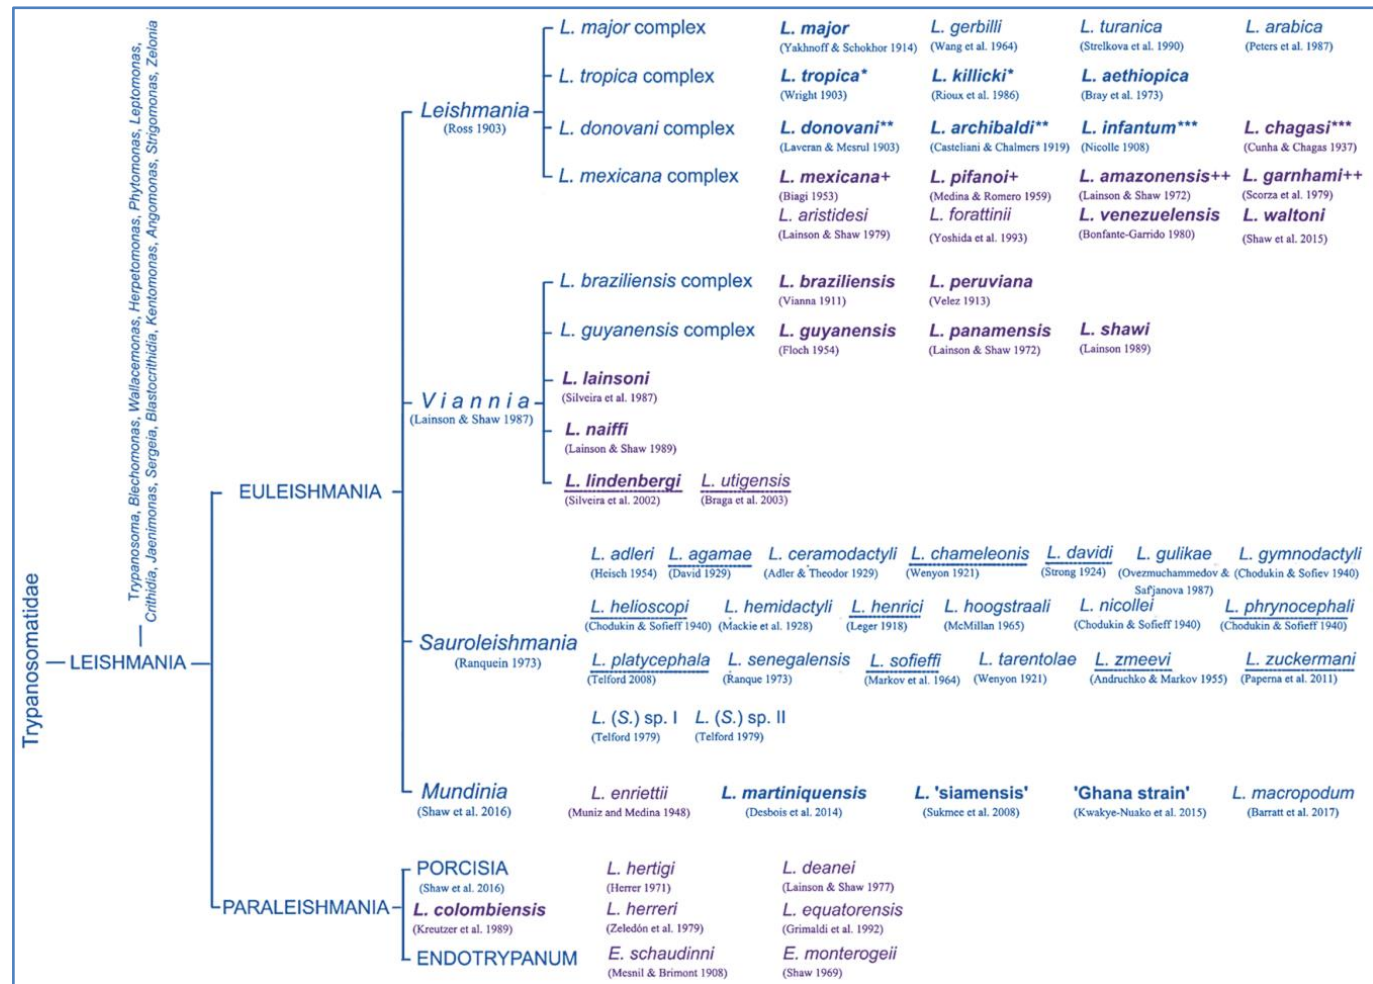 Trypanosomatidae
Trypanosoma, Blechomonas, Wallacemonas, Herpetomonas, Phytomonas, Leptomonas,
Crithidia, Jaenimonas, Sergeia, Blastocrithidia, Kentomonas, Angomonas, Strigomonas, Zelonia
LEISHMANIA
EULEISHMANIA
Leishmania
(Ross 1903)
L. major complex
L. major L. gerbilli L. turanica L. arabica
(Yakhnoff & Schokhor 1914) (Wang et al. 1964) (Strelkova et al. 1990) (Peters et al. 1987)
L. tropica complex
L. tropica* L. killicki* L. aethiopica
(Wright 1903) (Rioux et al. 1986) (Bray et al. 1973)
L. donovani complex
L. donovani** L. archibaldi** L. infantum*** L. chagasi***
(Laveran & Mesrul 1903) (Casteliani & Chalmers 1919) (Nicolle 1908) (Cunha & Chagas 1937)
L. mexicana complex
L. mexicana+ L. pifanoi+ L. amazonensis++ L. garnhami++
(Biagi 1953) (Medina & Romero 1959) (Lainson & Shaw 1972) (Scorza et al. 1979)
L. aristidesi L. forattinii L. venezuelensis L. waltoni
(Lainson & Shaw 1979) (Yoshida et al. 1993) (Bonfante-Garrido 1980) (Shaw et al. 2015)
Viannia
(Lainson & Shaw 1987)
L. braziliensis complex
L. braziliensis L. peruviana
(Vianna 1911) (Velez 1913)
L. guyanensis complex
L. guyanensis L. panamensis L. shawi
(Floch 1954) (Lainson & Shaw 1972) (Lainson 1989)
L. lainsoni
(Silveira et al. 1987)
L. naiffi
(Lainson & Shaw 1989)
L. lindenbergi L. utigensis
(Silveira et al. 2002) (Braga et al. 2003)
Sauroleishmania
(Ranquein 1973)
L. adleri L. agamae L. ceramodactyli L. chameleonis L. davidi L. gulikae L. gymnodactyli
(Heisch 1954) (David 1929) (Adler & Theodor 1929) (Wenyon 1921) (Strong 1924) (Ovezmuchammedov & (Chodukin & Sofiev 1940)
Saf'janova 1987)
L. helioscopi L. hemidactyli L. henrici L. hoogstraali L. nicollei L. phrynocephali
(Chodukin & Sofieff 1940) (Mackie et al. 1928) (Leger 1918) (McMillan 1965) (Chodukin & Sofieff 1940) (Chodukin & Sofieff 1940)
L. platycephala L. senegalensis L. sofieffi L. tarentolae L. zmeevi L. zuckermani
(Telford 2008) (Ranque 1973) (Markov et al. 1964) (Wenyon 1921) (Andruchko & Markov 1955) (Paperna et al. 2011)
L. (S.) sp. I L. (S.) sp. II
(Telford 1979) (Telford 1979)
Mundinia
(Shaw et al. 2016)
L. enriettii L. martiniquensis L. 'siamensis' 'Ghana strain' L. macropodum
(Muniz and Medina 1948) (Desbois et al. 2014) (Sukmee et al. 2008) (Kwakye-Nuako et al. 2015) (Barratt et al. 2017)
PARALEISHMANIA
PORCISIA L. hertigi L. deanei
(Shaw et al. 2016) (Herrer 1971) (Lainson & Shaw 1977)
L. colombiensis L. herreri L. equatorensis
(Kreutzer et al. 1989) (Zeledón et al. 1979) (Grimaldi et al. 1992)
ENDOTRYPANUM E. schaudinni E. monterogeii
(Mesnil & Brimont 1908) (Shaw 1969)